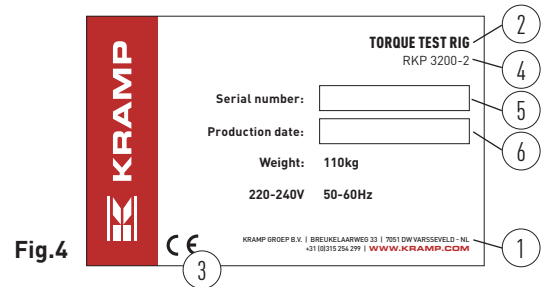 KRAMP
TORQUE TEST RIG
RKP 3200-2
Serial number:
Production date:
Weight: 110kg
220-240V 50-60Hz
KRAMP GROEP B.V. | BREUKELAARWEG 33 | 7051 DW VARSSEVELD - NL
+31 (0)315 254 299 | WWW.KRAMP.COM
CE
2
4
5
6
1
3
Fig.4